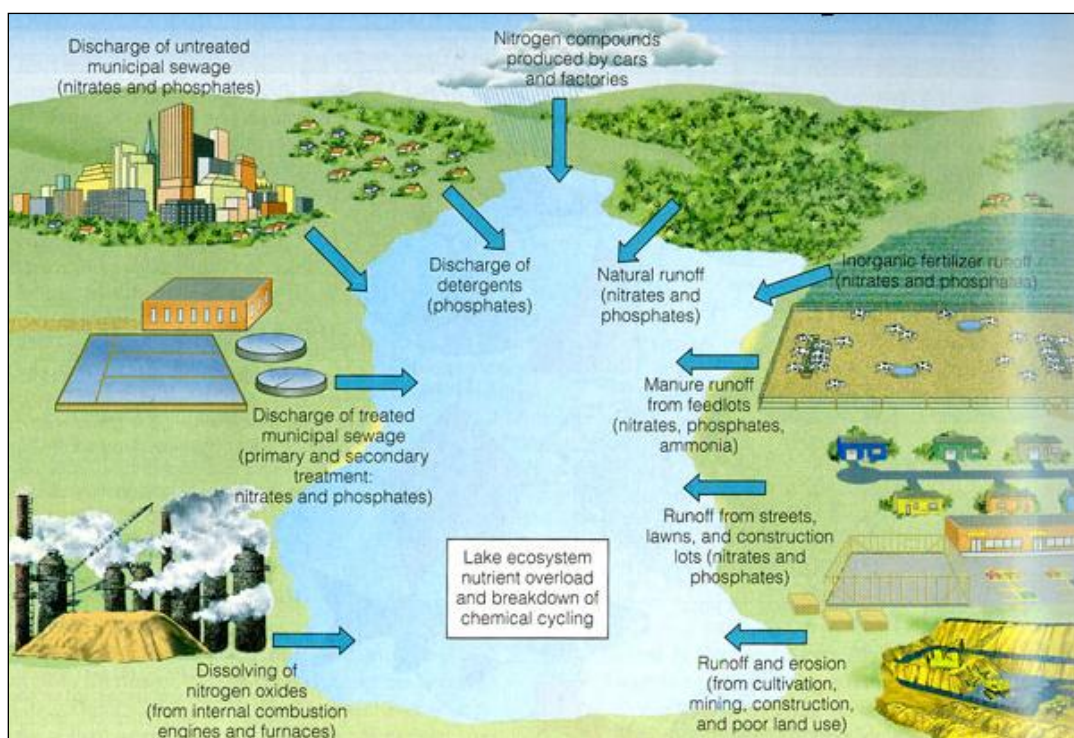 Discharge of untreated
municipal sewage
(nitrates and phosphates)
Nitrogen compounds
produced by cars
and factories
Discharge of
detergents
(phosphates)
Natural runoff
(nitrates and
phosphates)
Inorganic fertilizer runoff
(nitrates and phosphates)
Manure runoff
from feedlots
(nitrates, phosphates,
ammonia)
Discharge of treated
municipal sewage
(primary and secondary
treatment:
nitrates and phosphates)
Runoff from streets,
lawns, and construction
lots (nitrates and
phosphates)
Lake ecosystem
nutrient overload
and breakdown of
chemical cycling
Dissolving of
nitrogen oxides
(from internal combustion
engines and furnaces)
Runoff and erosion
(from cultivation,
mining, construction,
and poor land use)